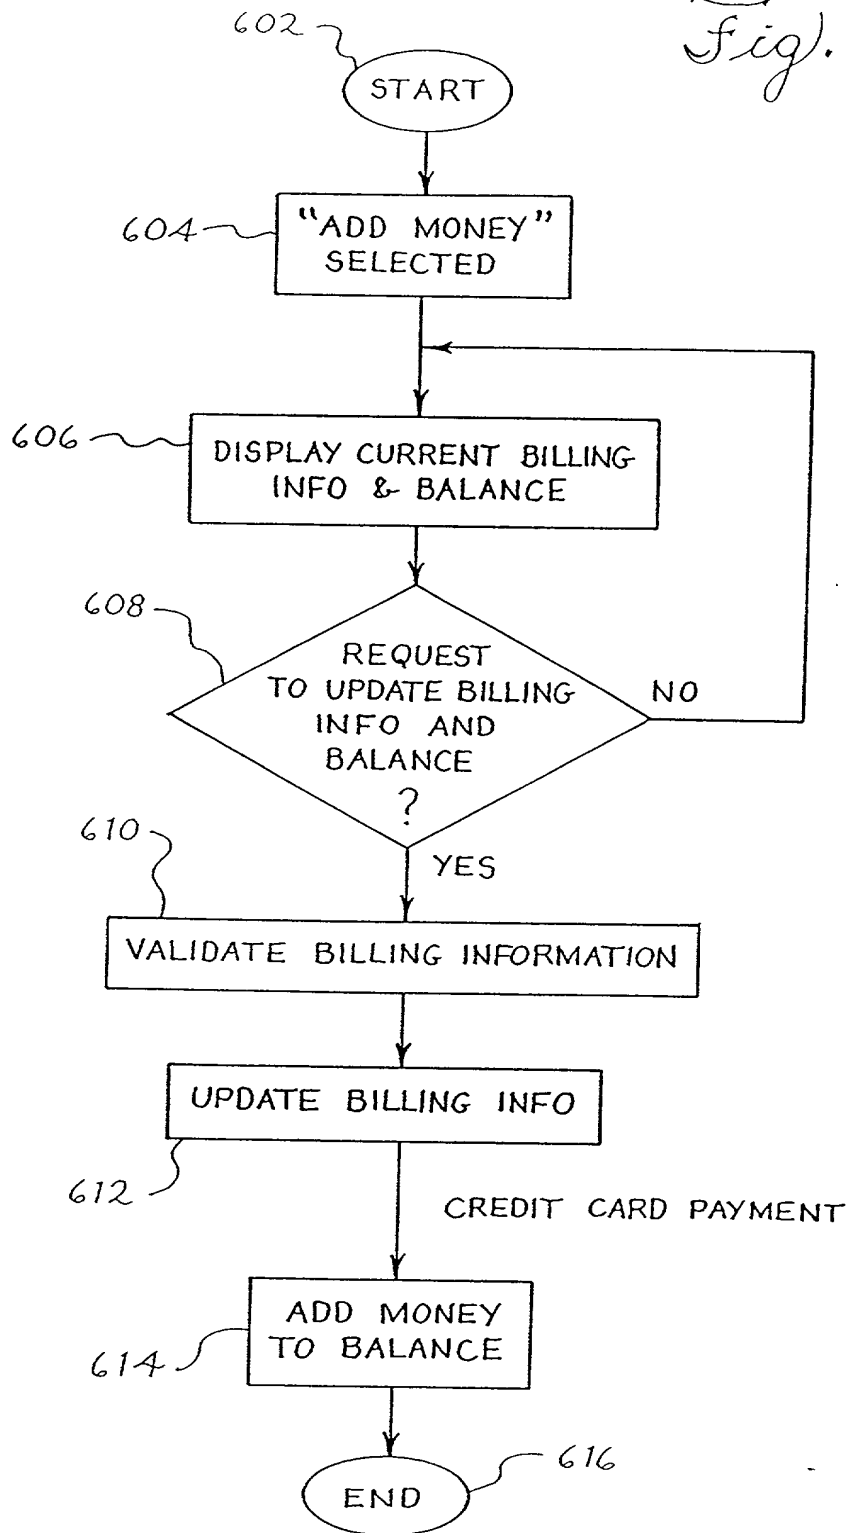 Fig.
602
START
604
"ADD MONEY"
SELECTED
606
DISPLAY CURRENT BILLING
INFO & BALANCE
608
REQUEST
TO UPDATE BILLING
INFO AND
BALANCE
?
NO
610
YES
VALIDATE BILLING INFORMATION
UPDATE BILLING INFO
612
CREDIT CARD PAYMENT
ADD MONEY
TO BALANCE
614
616
END